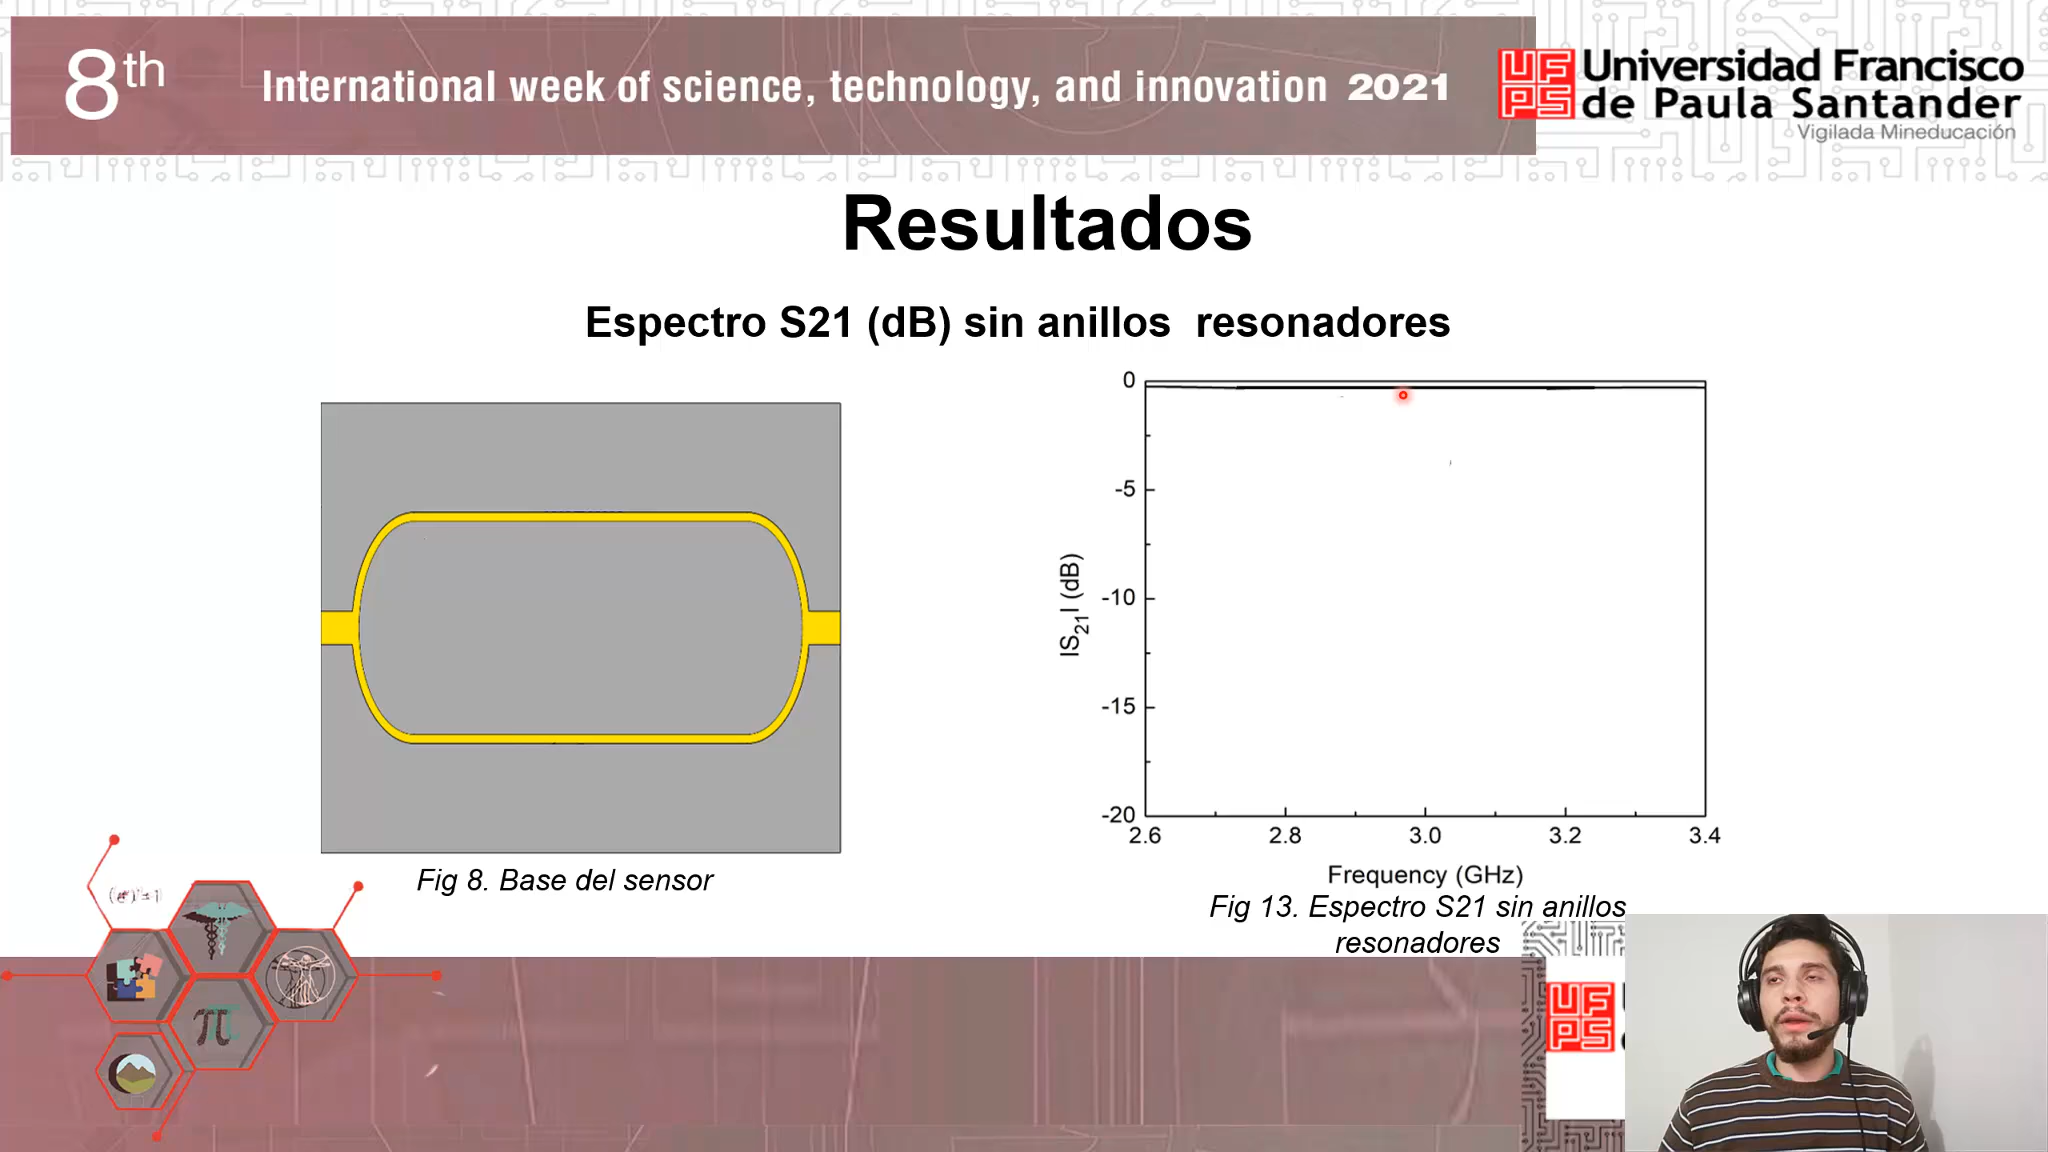 8th
International week of science, technology, and innovation 2021
UFPS
Universidad Francisco
de Paula Santander
Vigilada Mineducación
Resultados
Espectro S21 (dB) sin anillos resonadores
0
-5
-10
-15
-20
|S21| (dB)
2.6 2.8 3.0 3.2 3.4
Frequency (GHz)
Fig 8. Base del sensor
Fig 13. Espectro S21 sin anillos
resonadores
π
UFPS